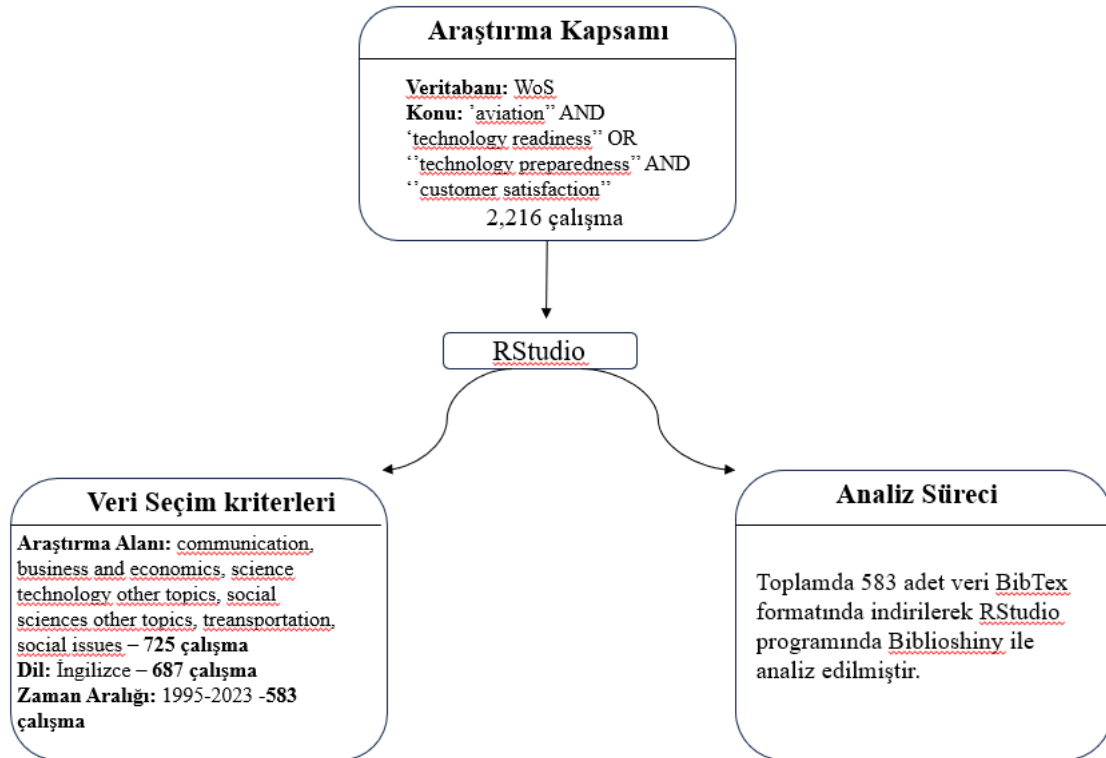 Araştırma Kapsamı
Veritabanı: WoS
Konu: ’aviation’’ AND
‘technology readiness’’ OR
‘’technology preparedness’’ AND
‘’customer satisfaction’’
2,216 çalışma
RStudio
Veri Seçim kriterleri
Araştırma Alanı: communication,
business and economics, science
technology other topics, social
sciences other topics, treansportation,
social issues – 725 çalışma
Dil: İngilizce – 687 çalışma
Zaman Aralığı: 1995-2023 -583
çalışma
Analiz Süreci
Toplamda 583 adet veri BibTex
formatında indirilerek RStudio
programında Biblioshiny ile
analiz edilmiştir.